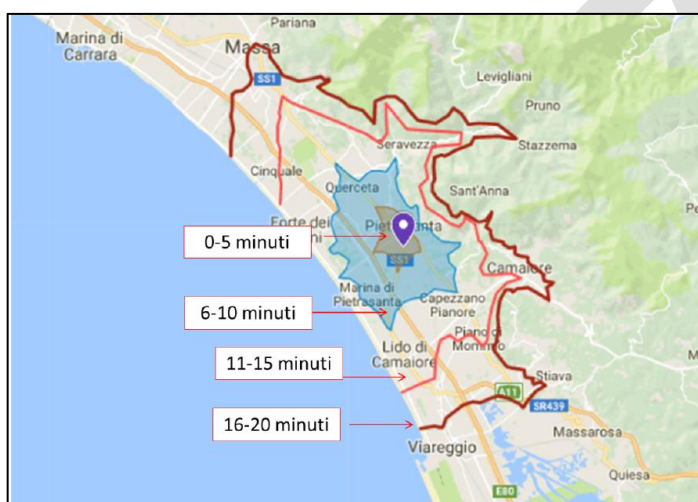 Pariana
Marina di
Carrara
Massa
SS1
Levigliani
Pruno
Seravezza
Stazzema
Cinquale
Querceta
Sant'Anna
Forte dei
0-5 minuti
SS1
Camaiore
Marina di
Pietrasanta
Capezzano
Pianore
6-10 minuti
Piano di
Mommio
Lido di
Camaiore
11-15 minuti
Stiava
A11
SR439
16-20 minuti
Massarosa
Viareggio
Quiesa
E80